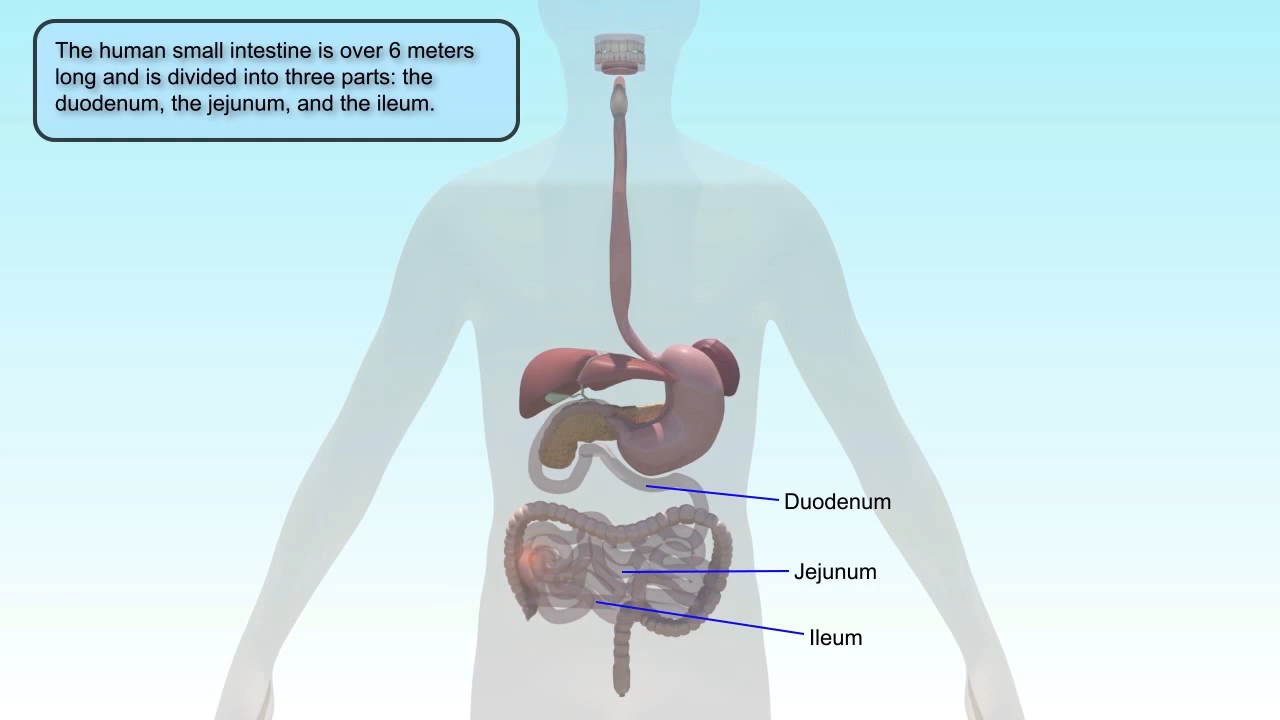 The human small intestine is over 6 meters
long and is divided into three parts: the
duodenum, the jejunum, and the ileum.
Duodenum
Jejunum
Ileum